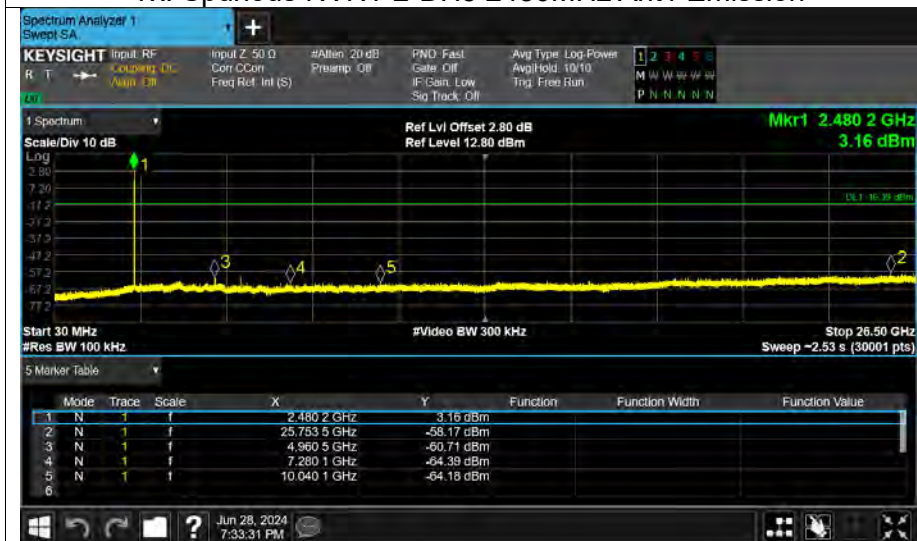 Spectrum Analyzer 1
Swept SA
+
KEYSIGHT Input: RF
R T Coupling: DC
Align: Off
Input Z: 50 Ω
Corr CCorr
Freq Ref: Int (S)
#Atten: 20 dB
Preamp: Off
PNO: Fast
Gate: Off
IF Gain: Low
Sig Track: Off
Avg Type: Log-Power
Avg|Hold: 10/10
Trig: Free Run
1 2 3 4 5 6
M W W W W W
P N N N N N
1 Spectrum
Scale/Div 10 dB
Ref Lvl Offset 2.80 dB
Ref Level 12.80 dBm
Mkr1 2.480 2 GHz
3.16 dBm
Log
2.80
-7.20
-17.2
-27.2
-37.2
-47.2
-57.2
-67.2
-77.2
1
2
3
4
5
Start 30 MHz
#Res BW 100 kHz
#Video BW 300 kHz
Stop 26.50 GHz
Sweep ~2.53 s (30001 pts)
5 Marker Table
Mode Trace Scale X Y Function Function Width Function Value
1 N 1 f 2.480 2 GHz 3.16 dBm
2 N 1 f 25.753 5 GHz -58.17 dBm
3 N 1 f 4.960 5 GHz -60.71 dBm
4 N 1 f 7.280 1 GHz -64.39 dBm
5 N 1 f 10.040 1 GHz -64.18 dBm
6
?
Jun 28, 2024
7:33:31 PM